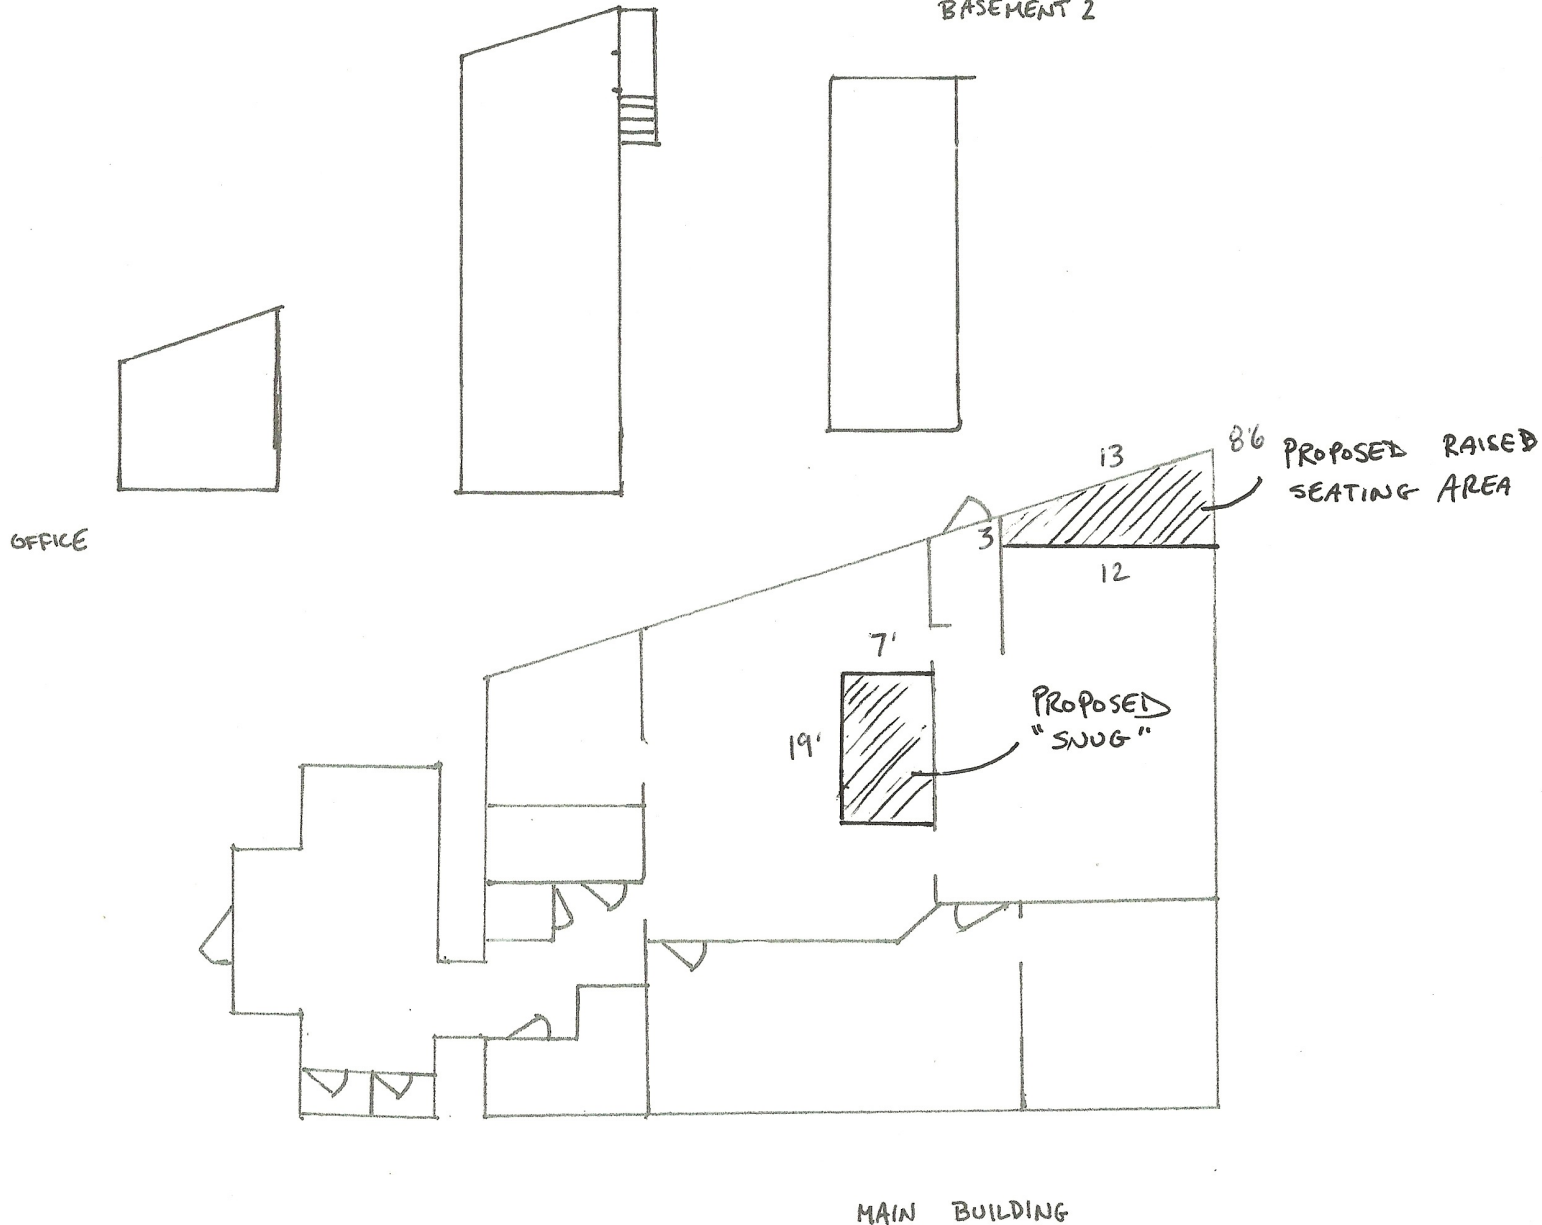 BASEMENT 2
OFFICE
13
8'6
PROPOSED RAISED
SEATING AREA
3
12
7'
19'
PROPOSED
"SNUG"
MAIN BUILDING